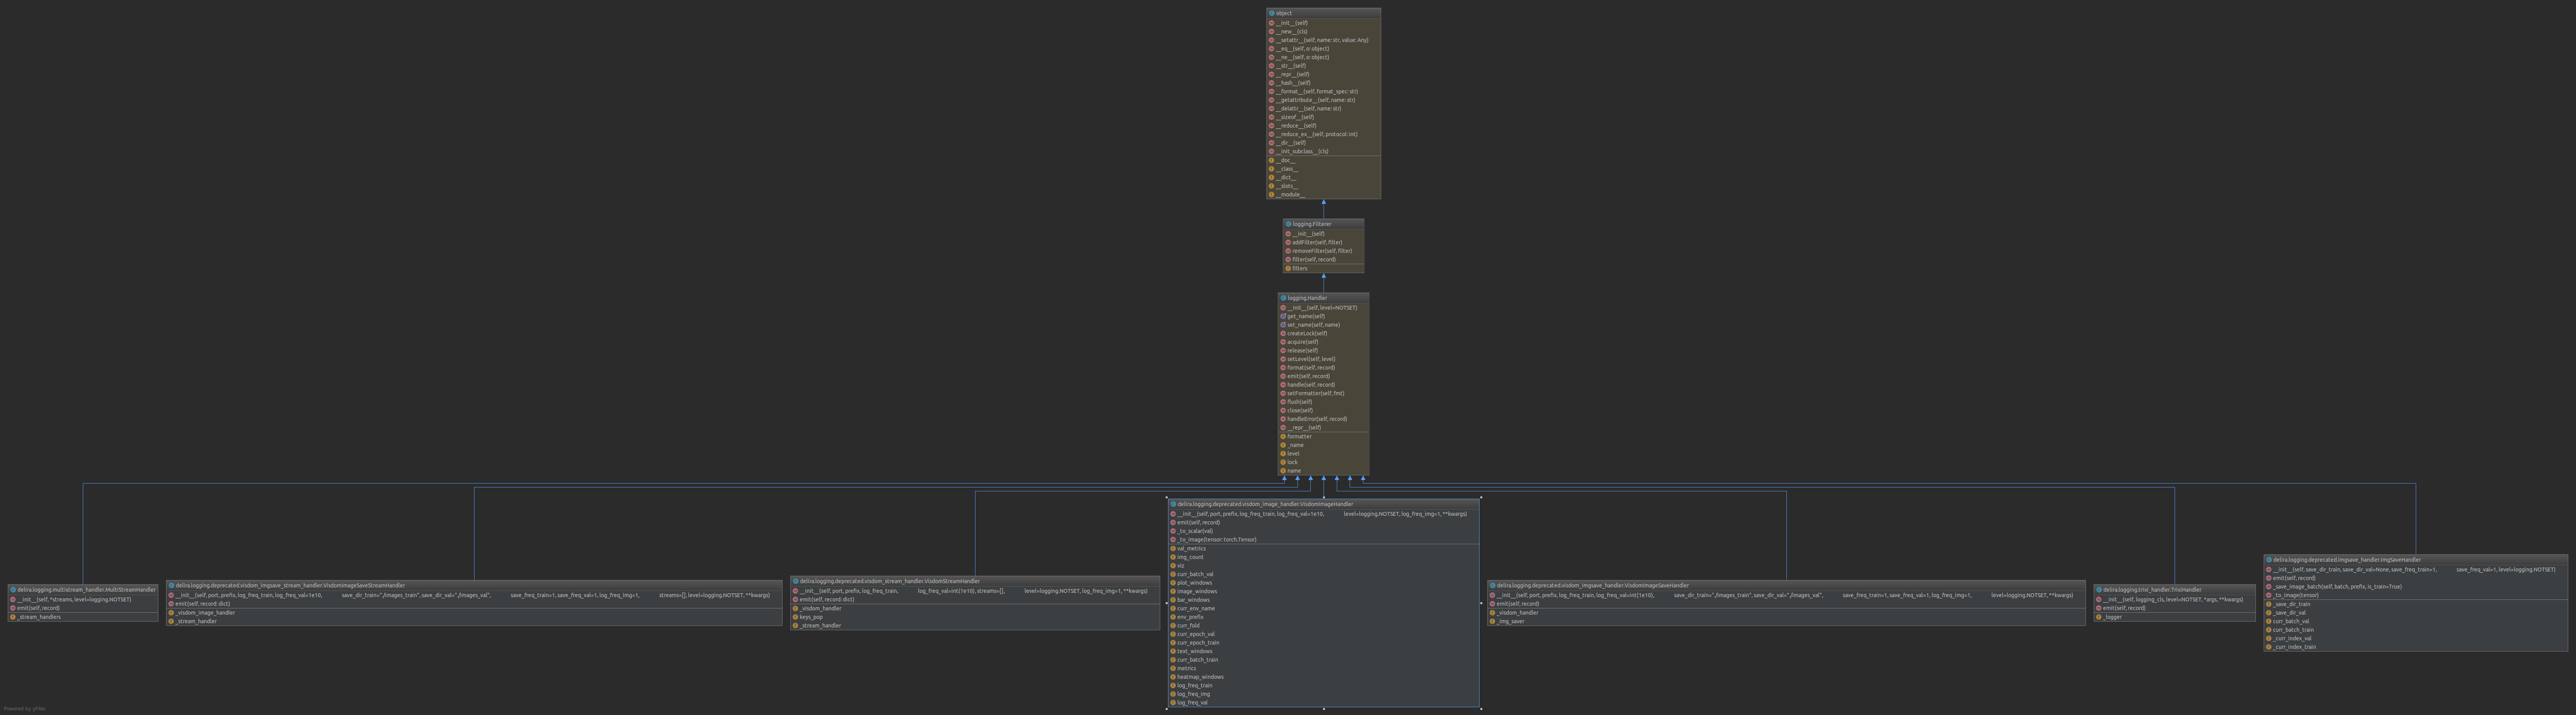 object
__init__(self)
__new__(cls)
__setattr__(self, name: str, value: Any)
__eq__(self, o: object)
__ne__(self, o: object)
__str__(self)
__repr__(self)
__hash__(self)
__format__(self, format_spec: str)
__getattribute__(self, name: str)
__delattr__(self, name: str)
__sizeof__(self)
__reduce__(self)
__reduce_ex__(self, protocol: int)
__dir__(self)
__init_subclass__(cls)
__doc__
__class__
__dict__
__slots__
__module__
logging.Filterer
__init__(self)
addFilter(self, filter)
removeFilter(self, filter)
filter(self, record)
filters
logging.Handler
__init__(self, level=NOTSET)
get_name(self)
set_name(self, name)
createLock(self)
acquire(self)
release(self)
setLevel(self, level)
format(self, record)
emit(self, record)
handle(self, record)
setFormatter(self, fmt)
flush(self)
close(self)
handleError(self, record)
__repr__(self)
formatter
_name
level
lock
name
delira.logging.multistream_handler.MultiStreamHandler
__init__(self, *streams, level=logging.NOTSET)
emit(self, record)
_stream_handlers
delira.logging.deprecated.visdom_imgsave_stream_handler.VisdomImageSaveStreamHandler
__init__(self, port, prefix, log_freq_train, log_freq_val=1e10, save_dir_train="./images_train", save_dir_val="./images_val", save_freq_train=1, save_freq_val=1, log_freq_img=1, streams=[], level=logging.NOTSET, **kwargs)
emit(self, record: dict)
_visdom_image_handler
_stream_handler
delira.logging.deprecated.visdom_stream_handler.VisdomStreamHandler
__init__(self, port, prefix, log_freq_train, log_freq_val=int(1e10), streams=[], level=logging.NOTSET, log_freq_img=1, **kwargs)
emit(self, record: dict)
_visdom_handler
keys_pop
_stream_handler
delira.logging.deprecated.visdom_image_handler.VisdomImageHandler
__init__(self, port, prefix, log_freq_train, log_freq_val=1e10, level=logging.NOTSET, log_freq_img=1, **kwargs)
emit(self, record)
_to_scalar(val)
_to_image(tensor: torch.Tensor)
val_metrics
img_count
viz
curr_batch_val
plot_windows
image_windows
bar_windows
curr_env_name
env_prefix
curr_fold
curr_epoch_val
curr_epoch_train
text_windows
curr_batch_train
metrics
heatmap_windows
log_freq_train
log_freq_img
log_freq_val
delira.logging.deprecated.visdom_imgsave_handler.VisdomImageSaveHandler
__init__(self, port, prefix, log_freq_train, log_freq_val=int(1e10), save_dir_train="./images_train", save_dir_val="./images_val", save_freq_train=1, save_freq_val=1, log_freq_img=1, level=logging.NOTSET, **kwargs)
emit(self, record)
_visdom_handler
_img_saver
delira.logging.trixi_handler.TrixiHandler
__init__(self, logging_cls, level=NOTSET, *args, **kwargs)
emit(self, record)
_logger
delira.logging.deprecated.imgsave_handler.ImgSaveHandler
__init__(self, save_dir_train, save_dir_val=None, save_freq_train=1, save_freq_val=1, level=logging.NOTSET)
emit(self, record)
_save_image_batch(self, batch, prefix, is_train=True)
_to_image(tensor)
_save_dir_train
_save_dir_val
curr_batch_val
curr_batch_train
_curr_index_val
_curr_index_train
Powered by yFiles